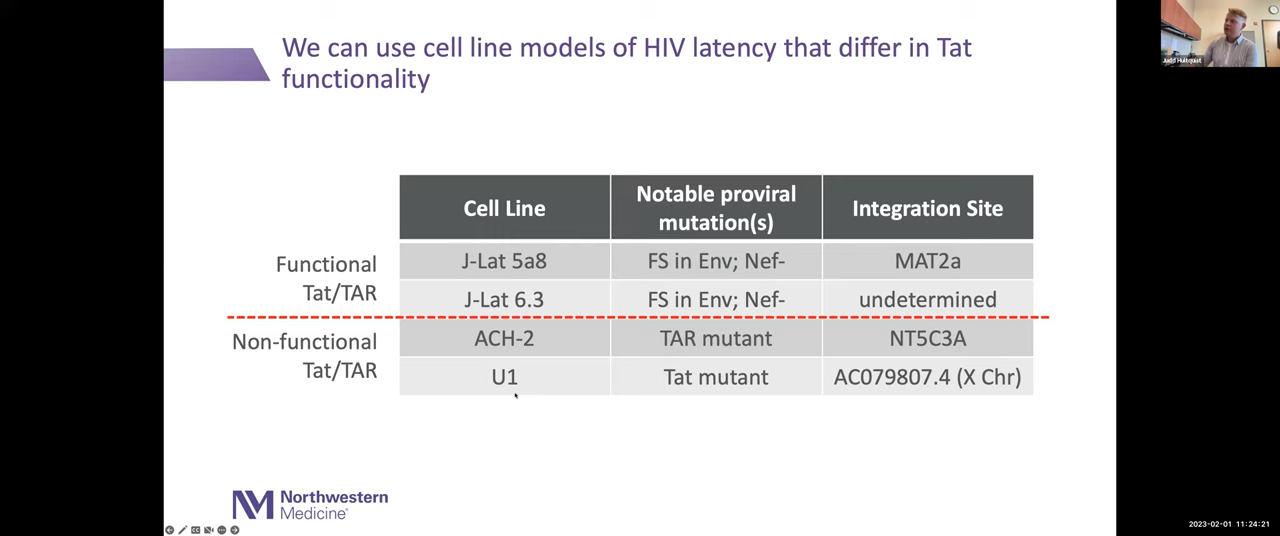 We can use cell line models of HIV latency that differ in Tat
functionality
Judd Hultquist
Cell Line
Notable proviral
mutation(s)
Integration Site
Functional
Tat/TAR
J-Lat 5a8
FS in Env; Nef-
MAT2a
J-Lat 6.3
FS in Env; Nef-
undetermined
Non-functional
Tat/TAR
ACH-2
TAR mutant
NT5C3A
U1
Tat mutant
AC079807.4 (X Chr)
NM Northwestern
Medicine®
2023-02-01 11:24:21